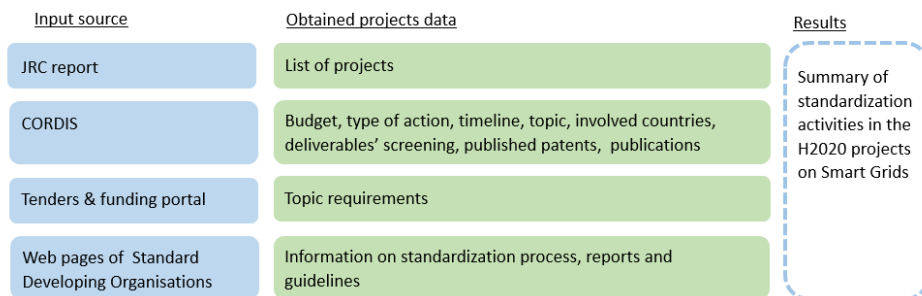 Input source
Obtained projects data
Results
JRC report
List of projects
CORDIS
Budget, type of action, timeline, topic, involved countries,
deliverables’ screening, published patents, publications
Tenders & funding portal
Topic requirements
Web pages of Standard
Developing Organisations
Information on standardization process, reports and
guidelines
Summary of
standardization
activities in the
H2020 projects
on Smart Grids